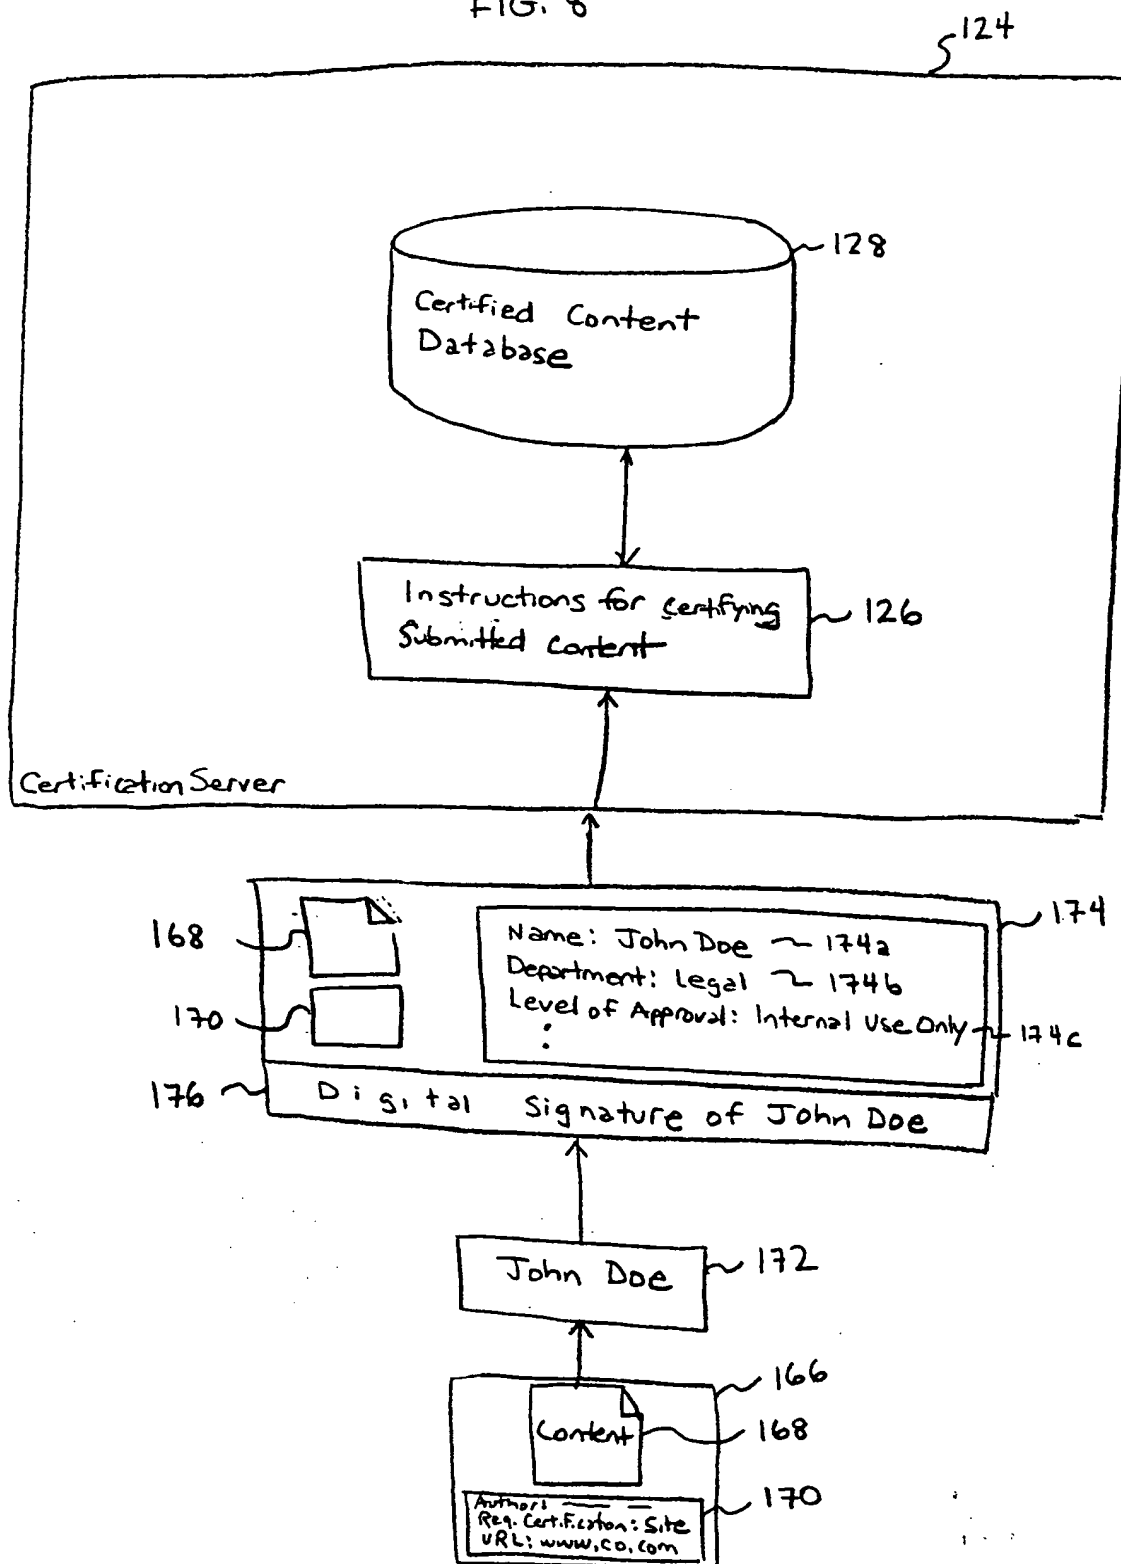 FIG. 8
124
128
Certified Content
Database
Instructions for Certifying
Submitted Content
126
Certification Server
168
170
176
Name: John Doe 174a
Department: Legal 174b
Level of Approval: Internal Use Only 174c
174
Digital Signature of John Doe
John Doe
172
166
Content
168
170
Author:
Req. Certification: Site
URL: www.co.com